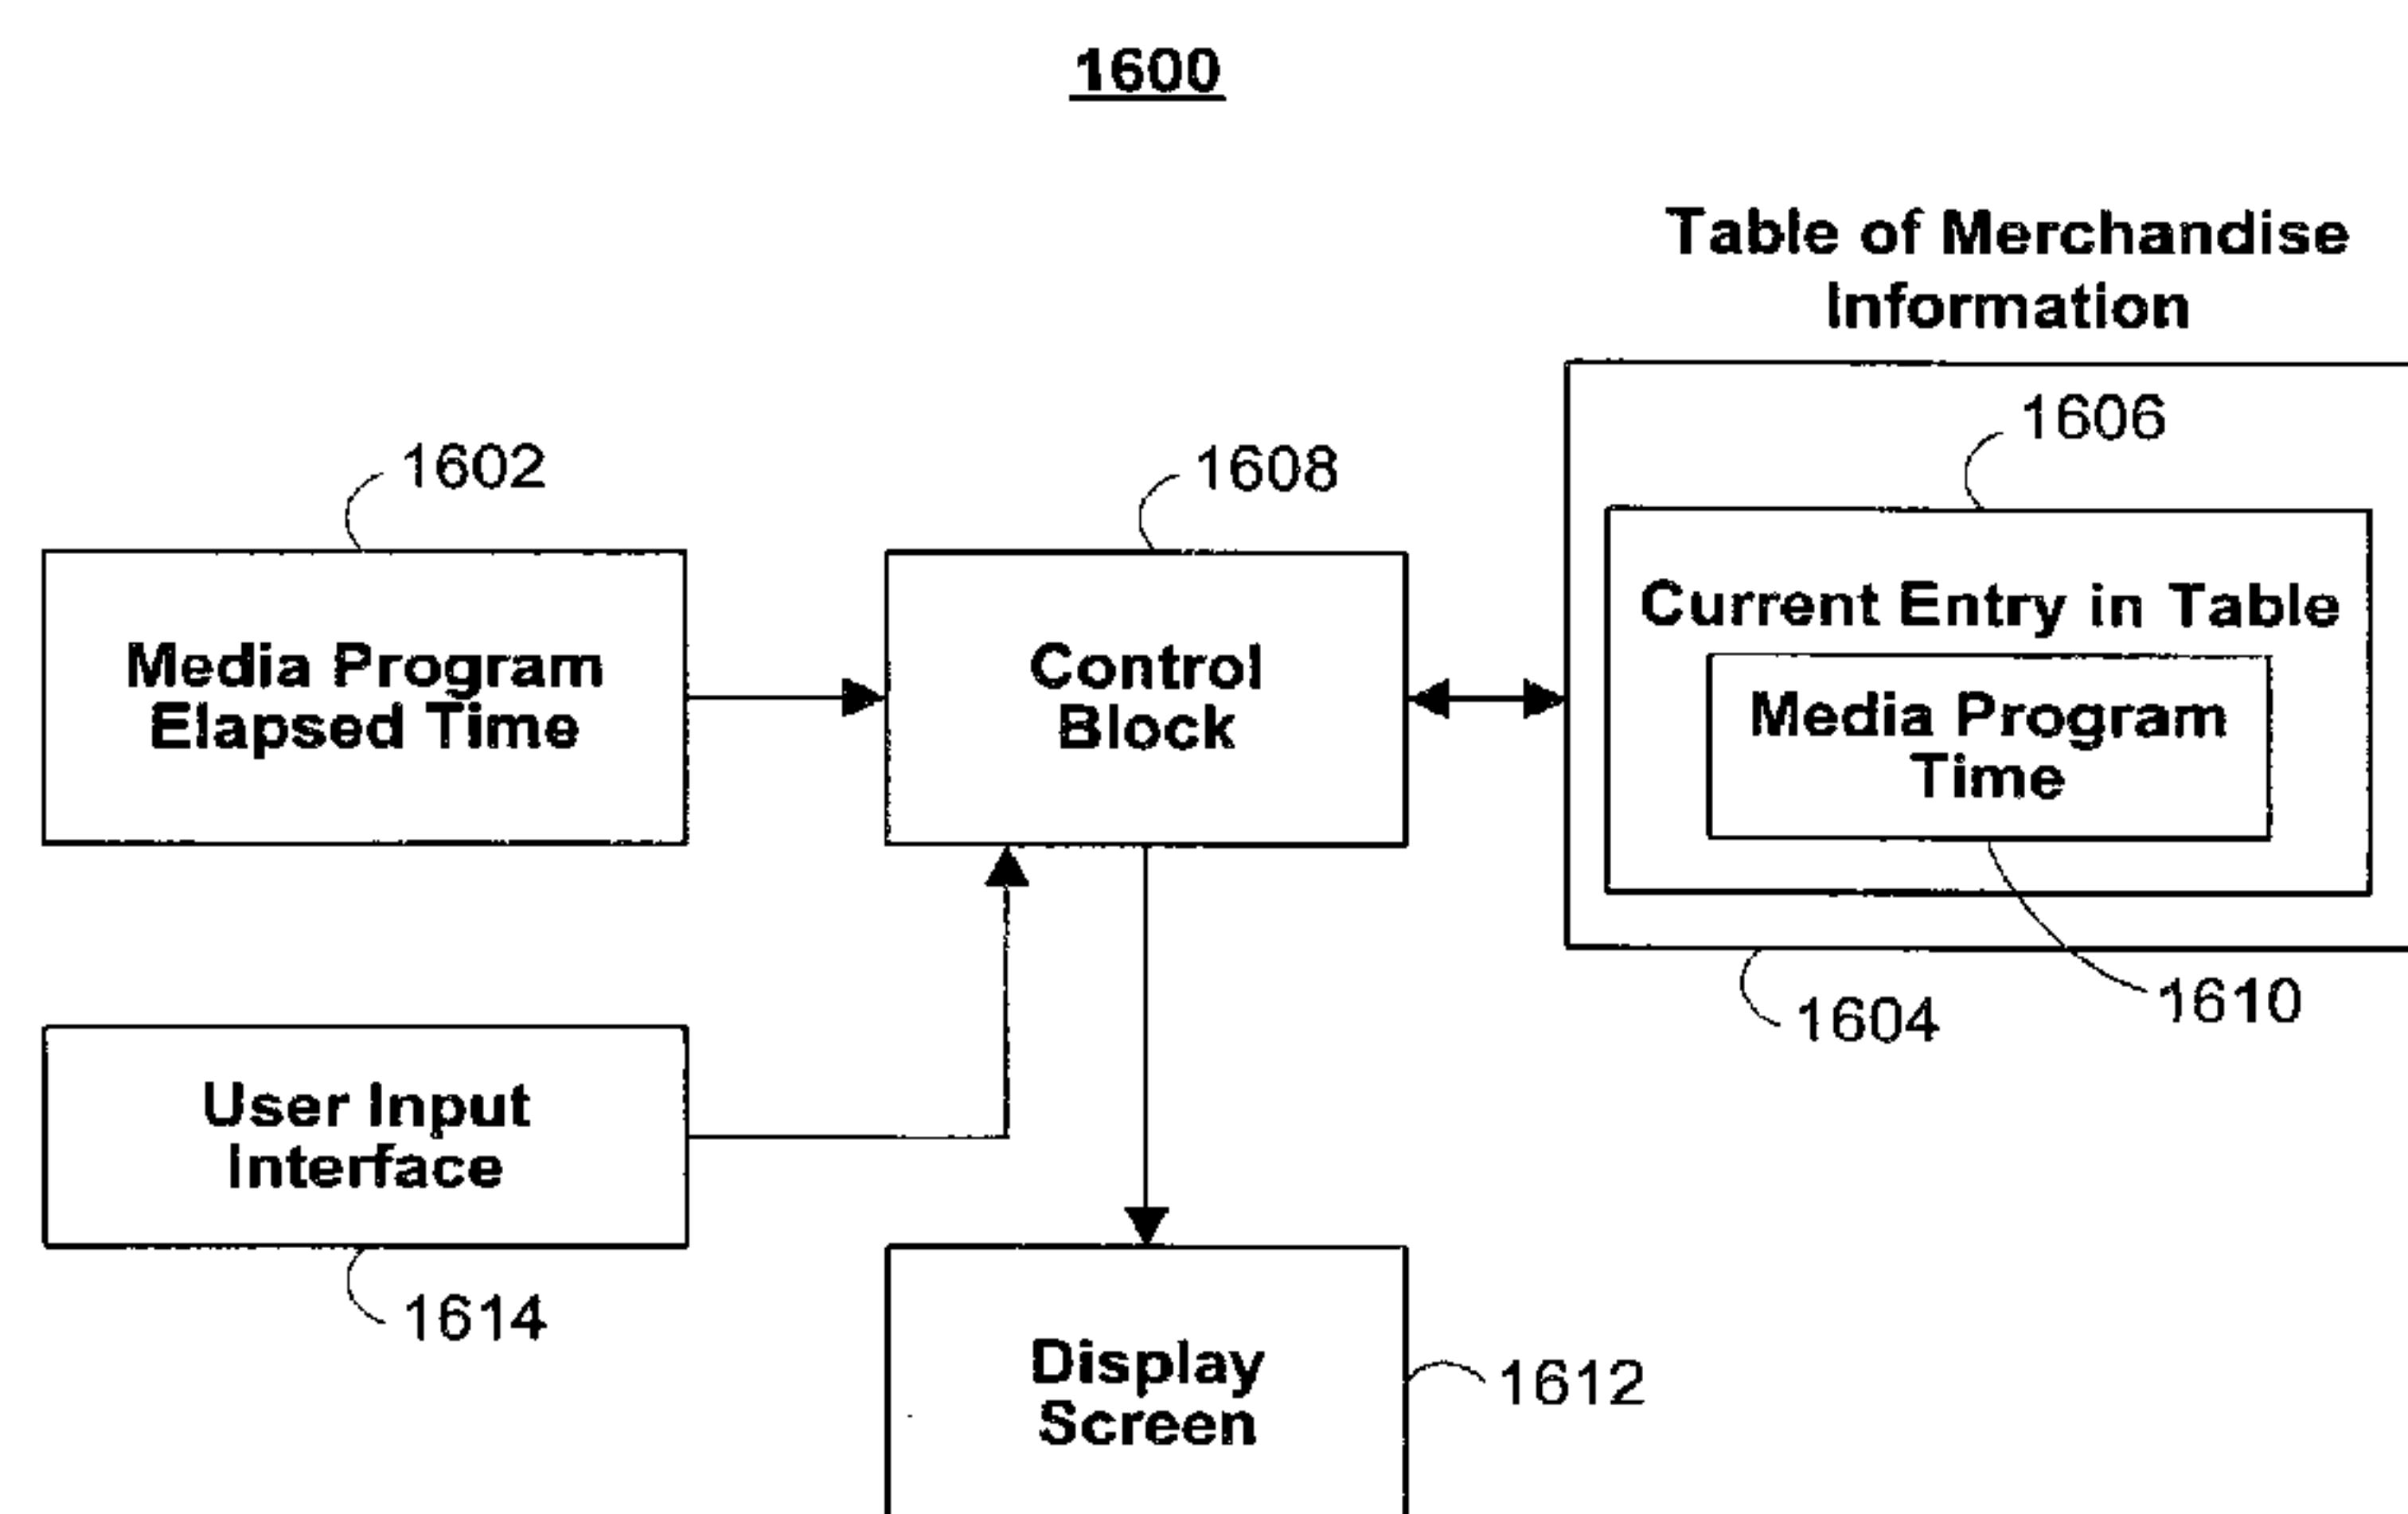 1600
Table of Merchandise
Information
1606
1602
1608
Current Entry in Table
Media Program
Elapsed Time
Control
Block
Media Program
Time
1604
1610
User Input
Interface
1614
Display
Screen
1612